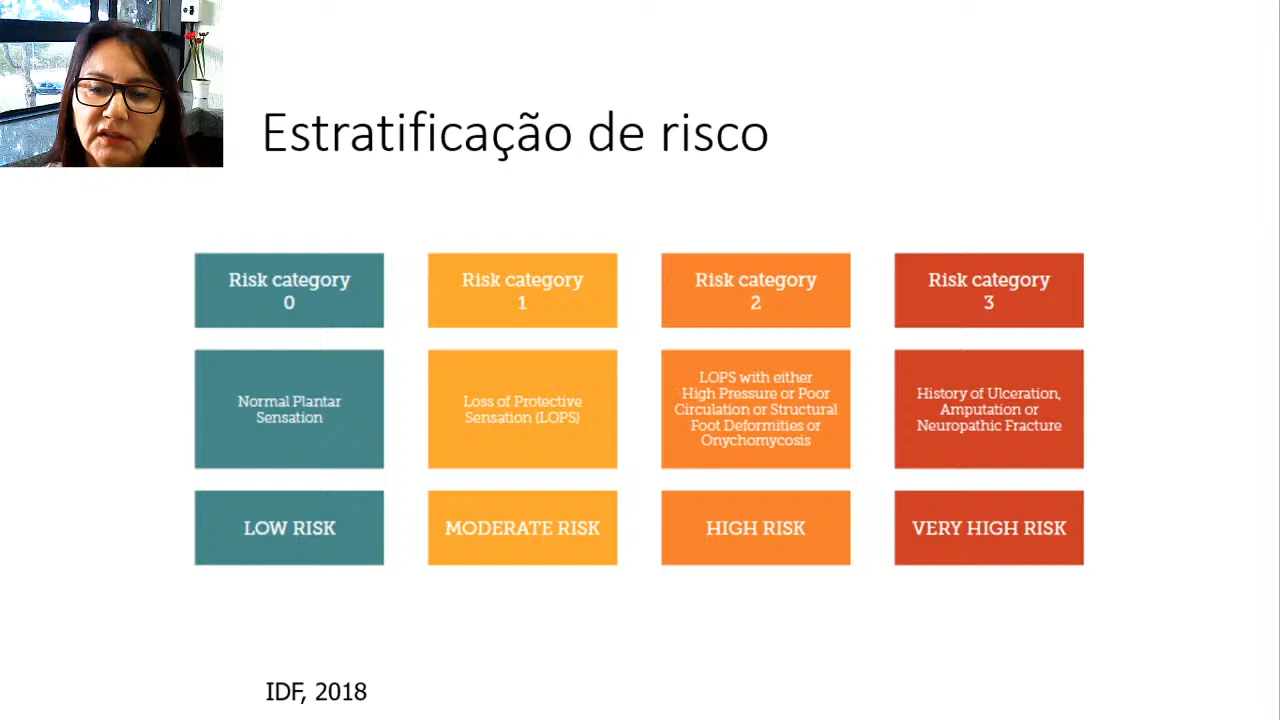 Estratificação de risco
Risk category
0
Risk category
1
Risk category
2
Risk category
3
Normal Plantar
Sensation
Loss of Protective
Sensation (LOPS)
LOPS with either
High Pressure or Poor
Circulation or Structural
Foot Deformities or
Onychomycosis
History of Ulceration,
Amputation or
Neuropathic Fracture
LOW RISK
MODERATE RISK
HIGH RISK
VERY HIGH RISK
IDF, 2018